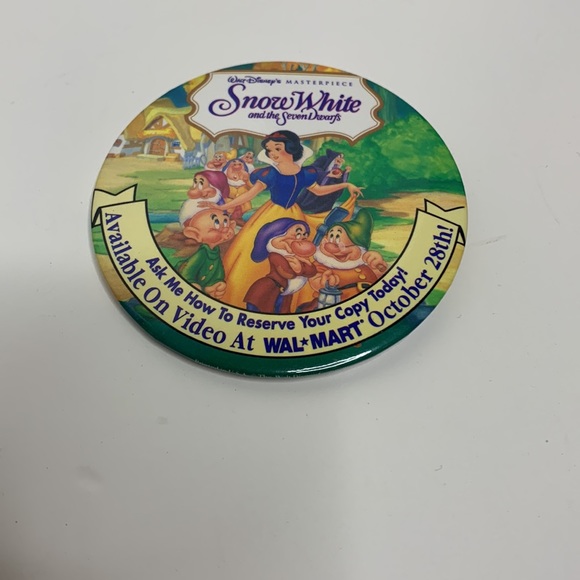 Walt Disney's MASTERPIECE
Snow White
and the Seven Dwarfs
Ask Me How To Reserve Your Copy Today!
Available On Video At WAL★MART October 28th!